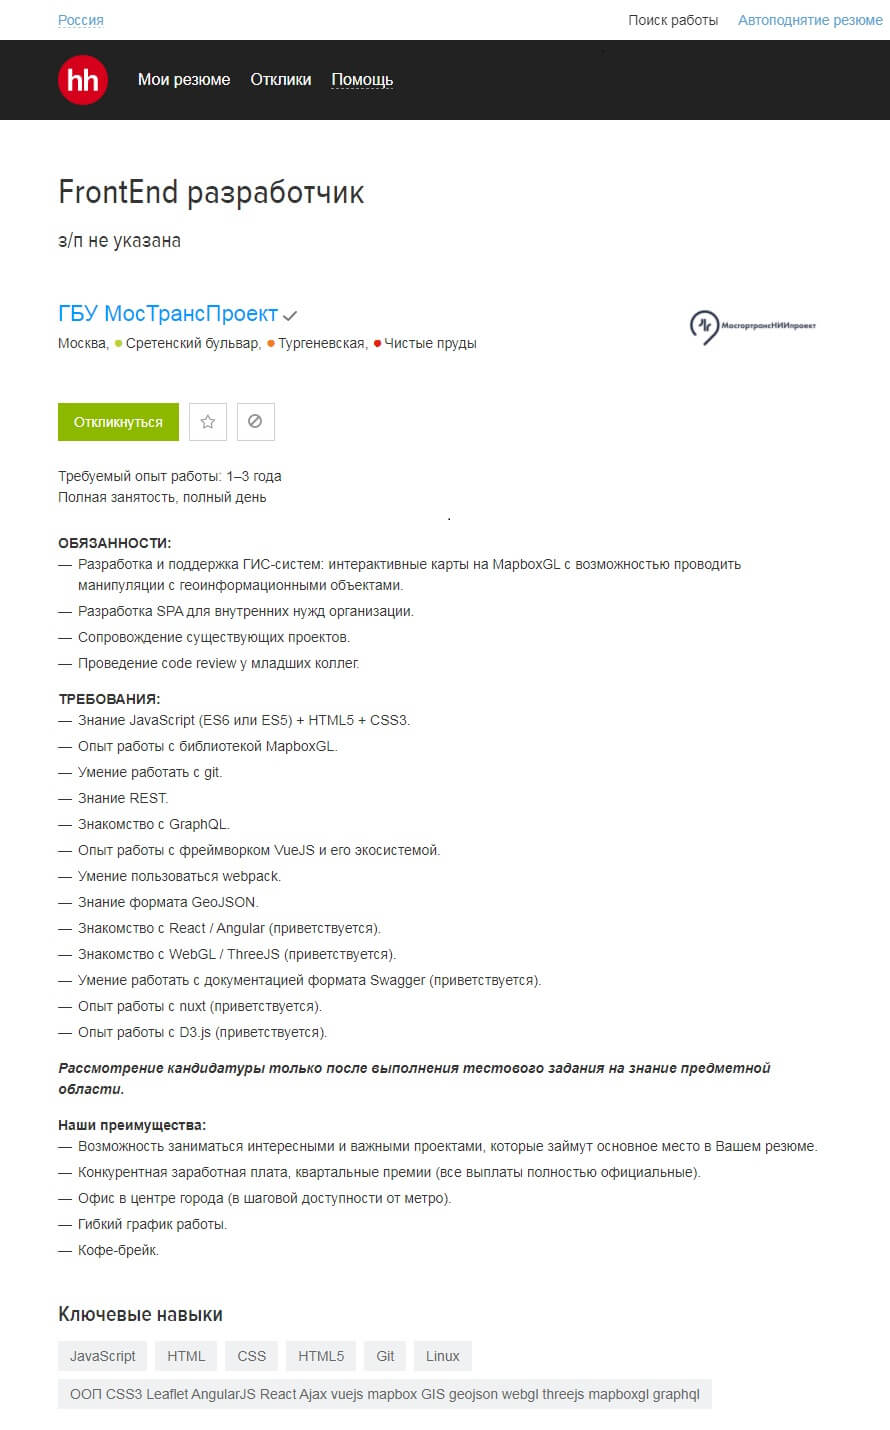 Россия
Поиск работы Автоподнятие резюме
hh Мои резюме Отклики Помощь
FrontEnd разработчик
з/п не указана
ГБУ МосТрансПроект
МосгортрансНИИпроект
Москва, Сретенский бульвар, Тургеневская, Чистые пруды
Откликнуться
Требуемый опыт работы: 1–3 года
Полная занятость, полный день
ОБЯЗАННОСТИ:
— Разработка и поддержка ГИС-систем: интерактивные карты на MapboxGL с возможностью проводить
манипуляции с геоинформационными объектами.
— Разработка SPA для внутренних нужд организации.
— Сопровождение существующих проектов.
— Проведение code review у младших коллег.
ТРЕБОВАНИЯ:
— Знание JavaScript (ES6 или ES5) + HTML5 + CSS3.
— Опыт работы с библиотекой MapboxGL.
— Умение работать с git.
— Знание REST.
— Знакомство с GraphQL.
— Опыт работы с фреймворком VueJS и его экосистемой.
— Умение пользоваться webpack.
— Знание формата GeoJSON.
— Знакомство с React / Angular (приветствуется).
— Знакомство с WebGL / ThreeJS (приветствуется).
— Умение работать с документацией формата Swagger (приветствуется).
— Опыт работы с nuxt (приветствуется).
— Опыт работы с D3.js (приветствуется).
Рассмотрение кандидатуры только после выполнения тестового задания на знание предметной
области.
Наши преимущества:
— Возможность заниматься интересными и важными проектами, которые займут основное место в Вашем резюме.
— Конкурентная заработная плата, квартальные премии (все выплаты полностью официальные).
— Офис в центре города (в шаговой доступности от метро).
— Гибкий график работы.
— Кофе-брейк.
Ключевые навыки
JavaScript HTML CSS HTML5 Git Linux
ООП CSS3 Leaflet AngularJS React Ajax vuejs mapbox GIS geojson webgl threejs mapboxgl graphql